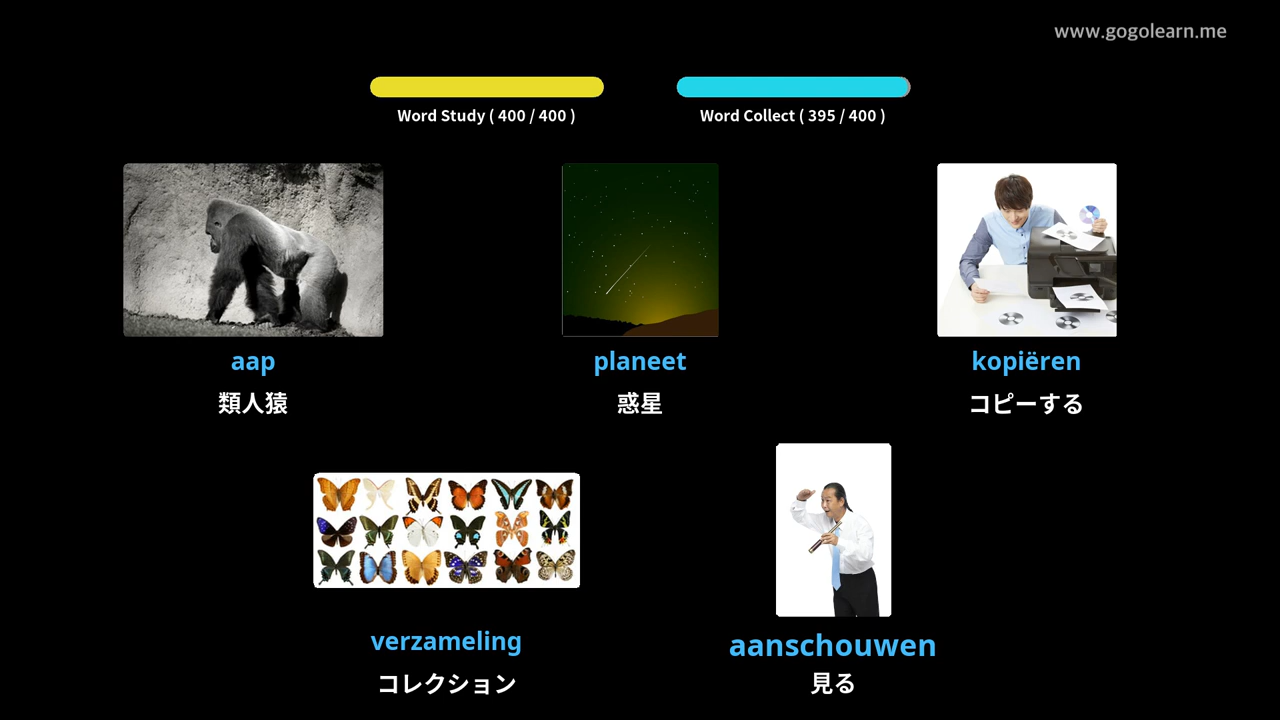 www.gogolearn.me
Word Study ( 400 / 400 )
Word Collect ( 395 / 400 )
aap
類人猿
planeet
惑星
kopiëren
コピーする
verzameling
コレクション
aanschouwen
見る